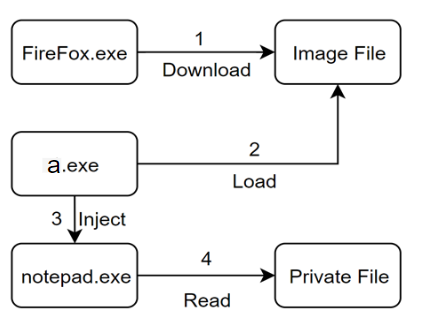 1
FireFox.exe
Image File
Download
2
a.exe
Load
3 Inject
4
notepad.exe
Private File
Read